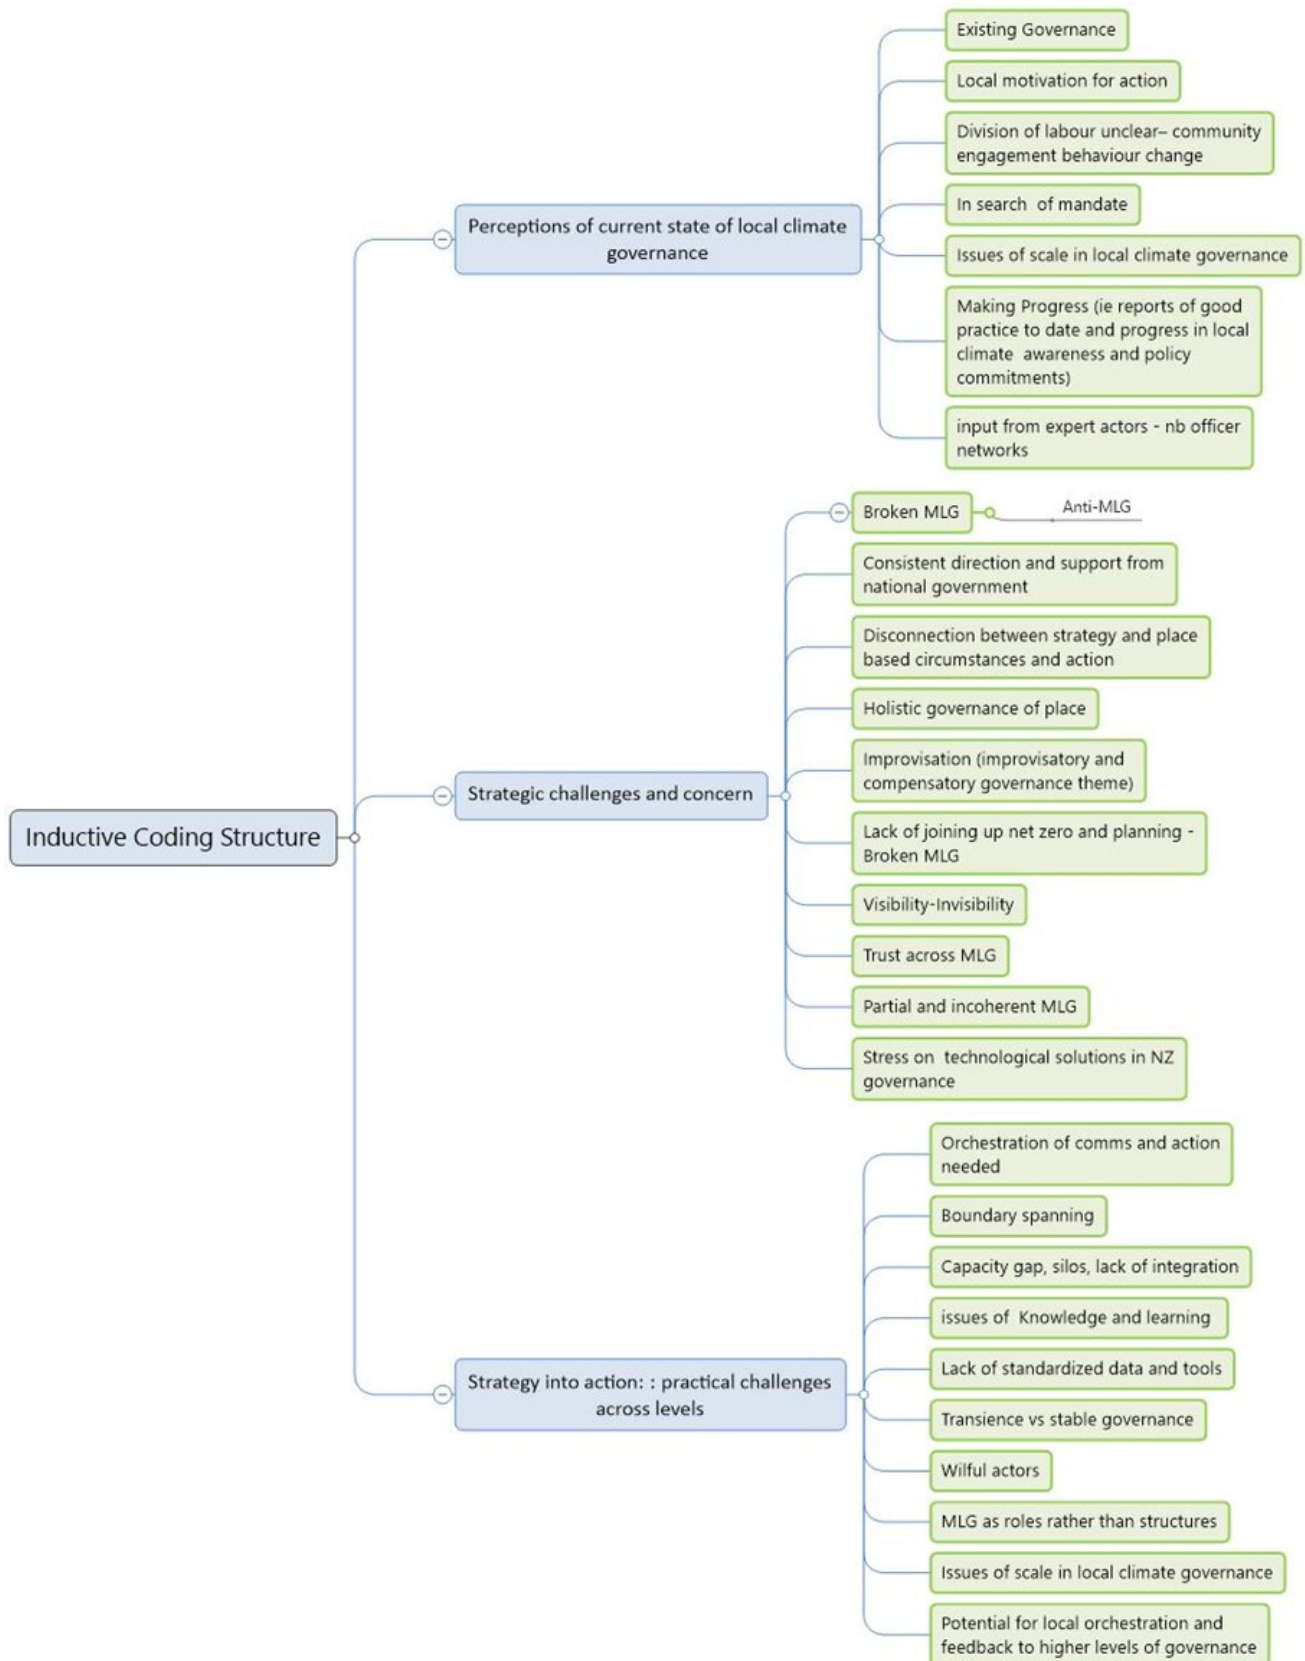 Existing Governance
Local motivation for action
Division of labour unclear– community
engagement behaviour change
In search of mandate
Perceptions of current state of local climate
governance
Issues of scale in local climate governance
Making Progress (ie reports of good
practice to date and progress in local
climate awareness and policy
commitments)
input from expert actors - nb officer
networks
Broken MLG
Anti-MLG
Consistent direction and support from
national government
Disconnection between strategy and place
based circumstances and action
Holistic governance of place
Improvisation (improvisatory and
compensatory governance theme)
Strategic challenges and concern
Inductive Coding Structure
Lack of joining up net zero and planning -
Broken MLG
Visibility-Invisibility
Trust across MLG
Partial and incoherent MLG
Stress on technological solutions in NZ
governance
Orchestration of comms and action
needed
Boundary spanning
Capacity gap, silos, lack of integration
issues of Knowledge and learning
Lack of standardized data and tools
Strategy into action: : practical challenges
across levels
Transience vs stable governance
Wilful actors
MLG as roles rather than structures
Issues of scale in local climate governance
Potential for local orchestration and
feedback to higher levels of governance